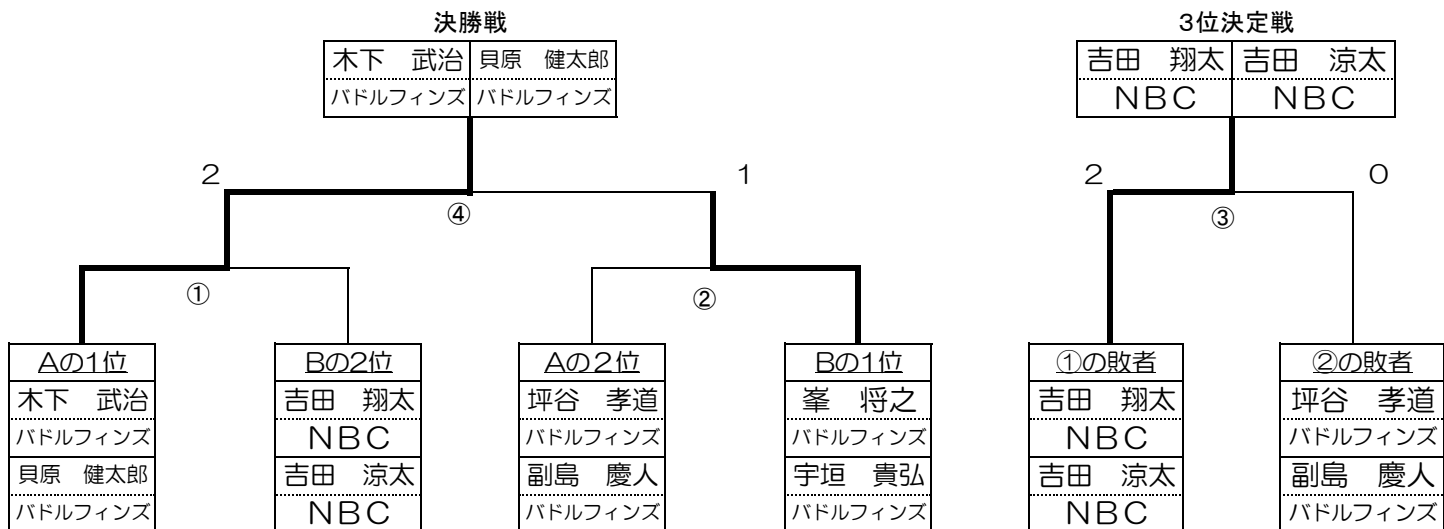 決勝戦 3位決定戦
木下　武治 貝原　健太郎 吉田　翔太 吉田　涼太
バドルフィンズ バドルフィンズ ＮＢＣ ＮＢＣ
２ １ ２ ０
④ ③
① ②
Aの1位 Bの2位 Aの２位 Bの1位 ①の敗者 ②の敗者
木下　武治 吉田　翔太 坪谷　孝道 峯　将之 吉田　翔太 坪谷　孝道
バドルフィンズ ＮＢＣ バドルフィンズ バドルフィンズ ＮＢＣ バドルフィンズ
貝原　健太郎 吉田　涼太 副島　慶人 宇垣　貴弘 吉田　涼太 副島　慶人
バドルフィンズ ＮＢＣ バドルフィンズ バドルフィンズ ＮＢＣ バドルフィンズ